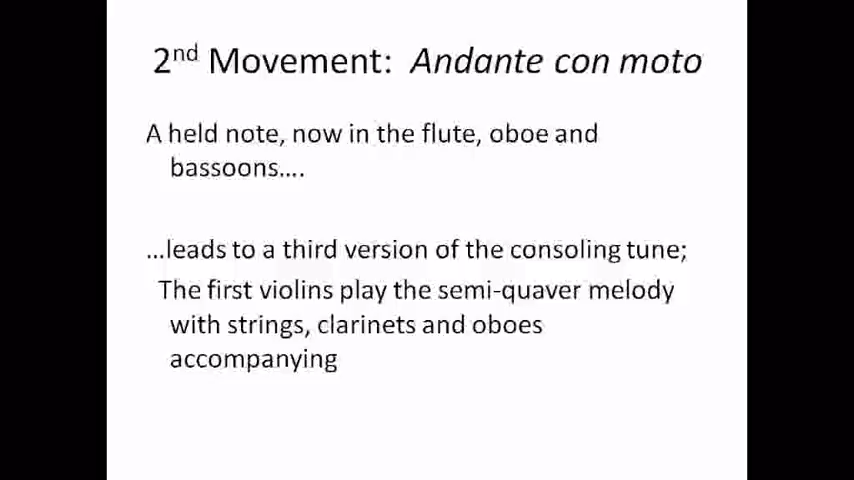 2nd Movement: Andante con moto
A held note, now in the flute, oboe and
bassoons....
...leads to a third version of the consoling tune;
The first violins play the semi-quaver melody
with strings, clarinets and oboes
accompanying